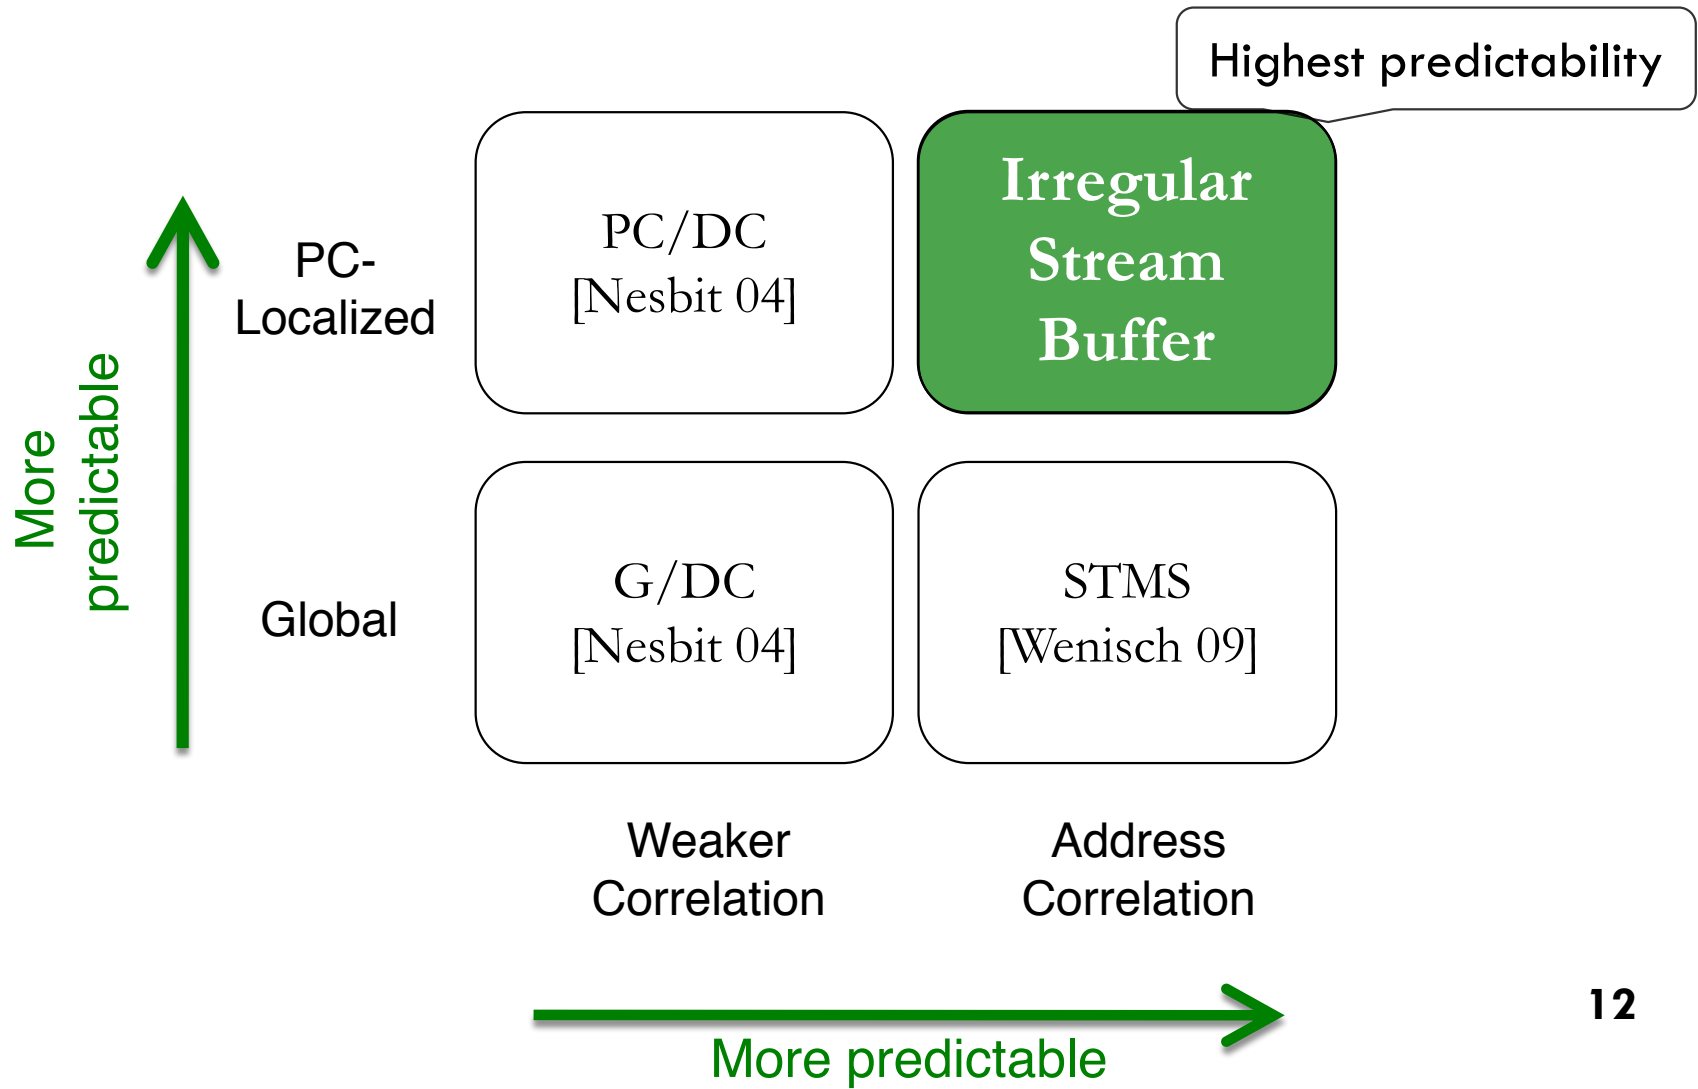 Highest predictability
PC/DC
[Nesbit 04]
Irregular
Stream
Buffer
PC-
Localized
More
predictable
G/DC
[Nesbit 04]
STMS
[Wenisch 09]
Global
Weaker
Correlation
Address
Correlation
More predictable
12